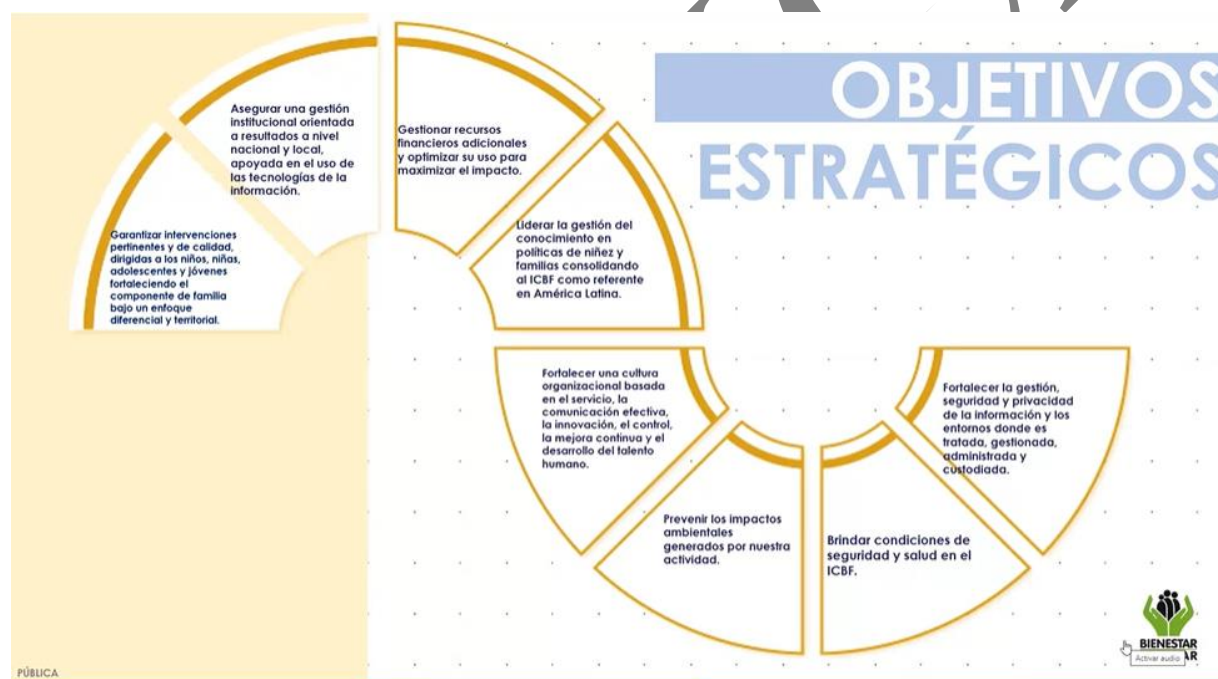 OBJETIVOS
ESTRATÉGICOS
Garantizar intervenciones
pertinentes y de calidad,
dirigidas a los niños, niñas,
adolescentes y jóvenes
fortaleciendo el
componente de familia
bajo un enfoque
diferencial y territorial.
Asegurar una gestión
institucional orientada
a resultados a nivel
nacional y local,
apoyada en el uso de
las tecnologías de la
información.
Gestionar recursos
financieros adicionales
y optimizar su uso para
maximizar el impacto.
Liderar la gestión del
conocimiento en
políticas de niñez y
familias consolidando
al ICBF como referente
en América Latina.
Fortalecer una cultura
organizacional basada
en el servicio, la
comunicación efectiva,
la innovación, el control,
la mejora continua y el
desarrollo del talento
humano.
Prevenir los impactos
ambientales
generados por nuestra
actividad.
Brindar condiciones de
seguridad y salud en el
ICBF.
Fortalecer la gestión,
seguridad y privacidad
de la información y los
entornos donde es
tratada, gestionada,
administrada y
custodiada.
BIENESTAR
Activar audio AR
PÚBLICA